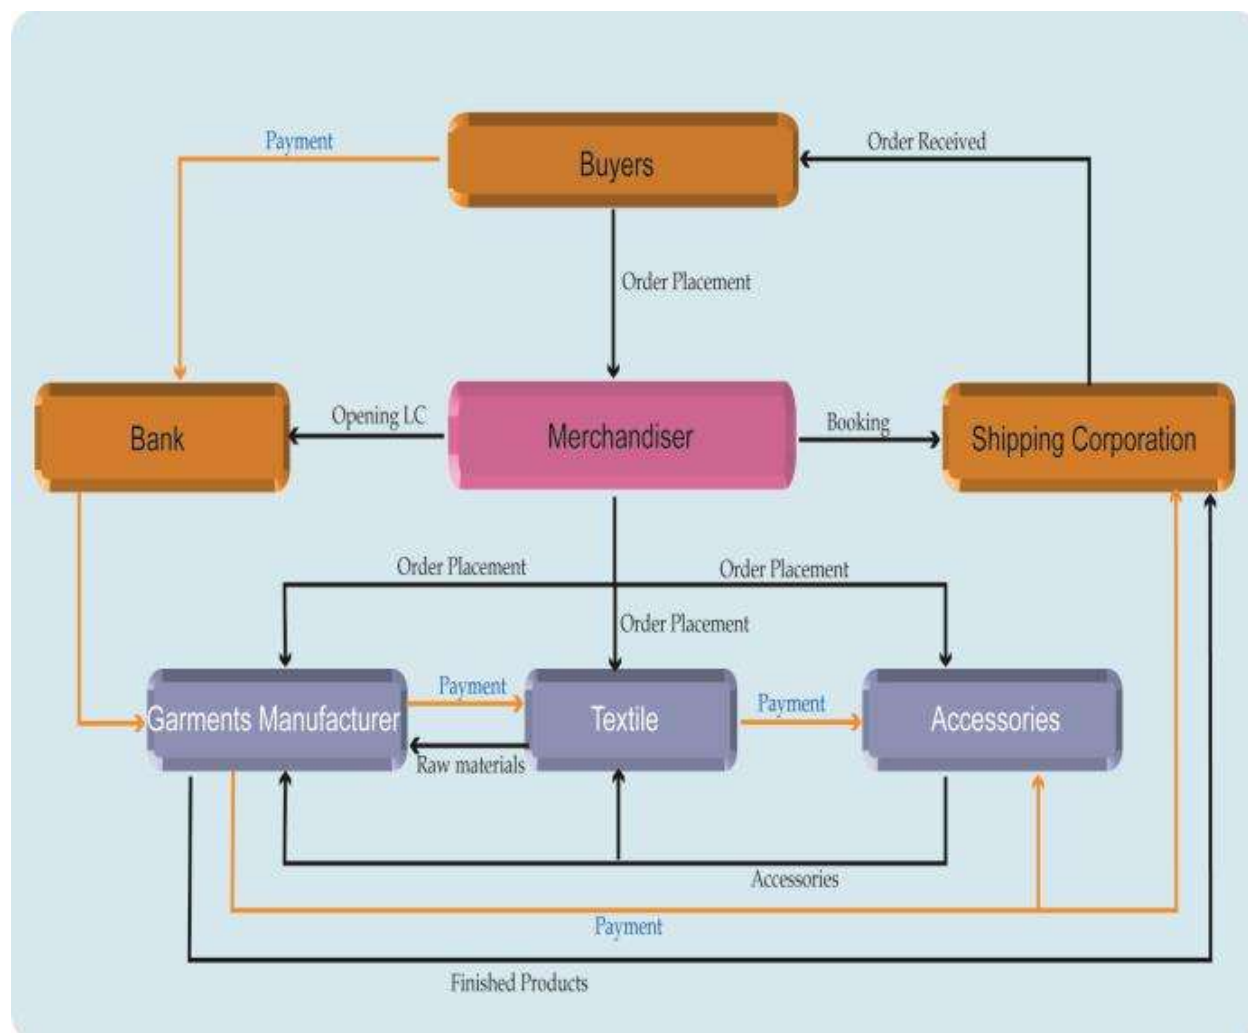 Payment
Buyers
Order Received
Order Placement
Bank
Opening LC
Merchandiser
Booking
Shipping Corporation
Order Placement
Order Placement
Order Placement
Garments Manufacturer
Payment
Textile
Payment
Accessories
Raw materials
Accessories
Payment
Finished Products